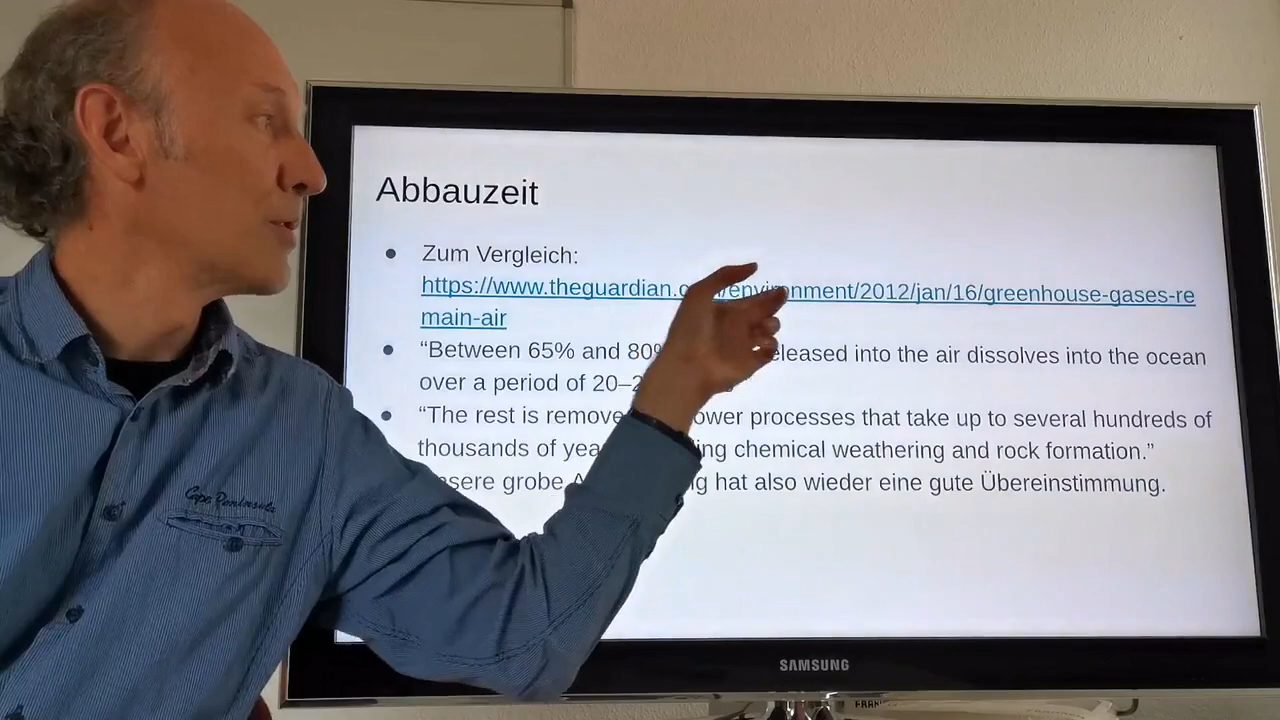 Abbauzeit
● Zum Vergleich:
https://www.theguardian.c /environment/2012/jan/16/greenhouse-gases-re
main-air
● “Between 65% and 80% eleased into the air dissolves into the ocean
over a period of 20–2
● “The rest is remove ower processes that take up to several hundreds of
thousands of yea ing chemical weathering and rock formation.”
nsere grobe A g hat also wieder eine gute Übereinstimmung.
Cape Peninsula
SAMSUNG